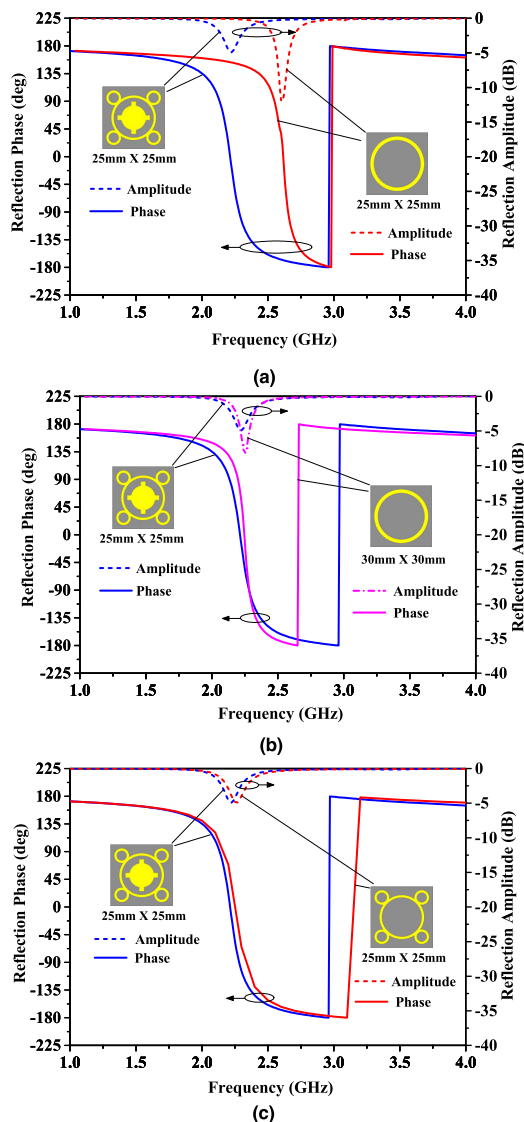 225
180
135
90
45
0
-45
-90
-135
-180
-225
Reflection Phase (deg)
0
-5
-10
-15
-20
-25
-30
-35
-40
Reflection Amplitude (dB)
25mm X 25mm
25mm X 25mm
Amplitude
Phase
Amplitude
Phase
1.0 1.5 2.0 2.5 3.0 3.5 4.0
Frequency (GHz)
(a)
225
180
135
90
45
0
-45
-90
-135
-180
-225
Reflection Phase (deg)
0
-5
-10
-15
-20
-25
-30
-35
-40
Reflection Amplitude (dB)
25mm X 25mm
30mm X 30mm
Amplitude
Phase
Amplitude
Phase
1.0 1.5 2.0 2.5 3.0 3.5 4.0
Frequency (GHz)
(b)
225
180
135
90
45
0
-45
-90
-135
-180
-225
Reflection Phase (deg)
0
-5
-10
-15
-20
-25
-30
-35
-40
Reflection Amplitude (dB)
25mm X 25mm
25mm X 25mm
Amplitude
Phase
Amplitude
Phase
1.0 1.5 2.0 2.5 3.0 3.5 4.0
Frequency (GHz)
(c)